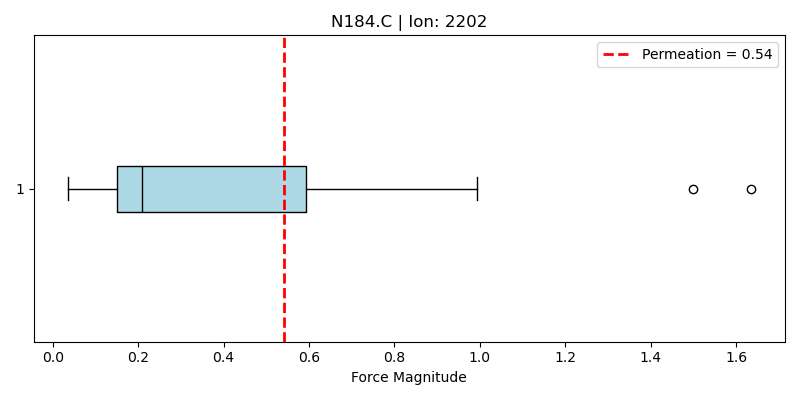 N184.C | Ion: 2202
Permeation = 0.54
1
0.0 0.2 0.4 0.6 0.8 1.0 1.2 1.4 1.6
Force Magnitude